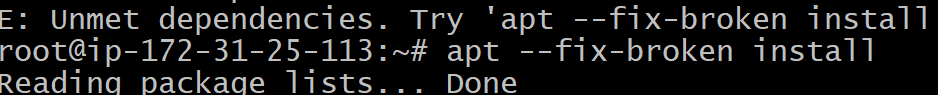 E: Unmet dependencies. Try 'apt --fix-broken install
root@ip-172-31-25-113:~# apt --fix-broken install
Reading package lists... Done